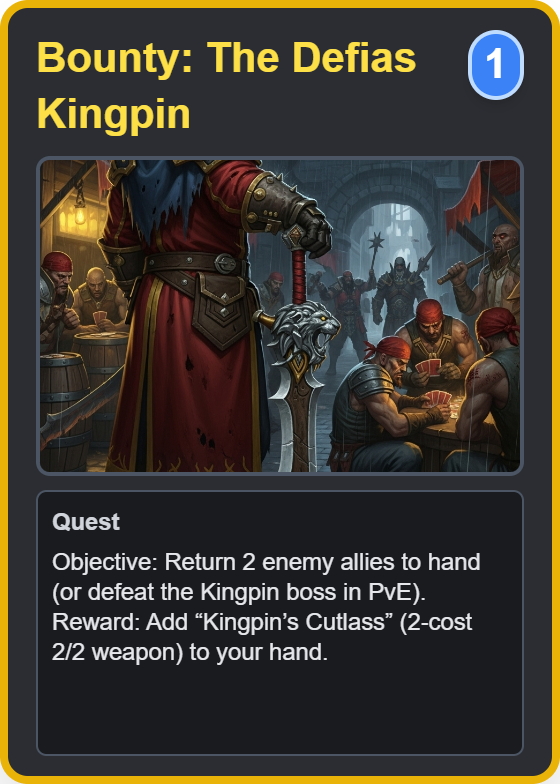 Bounty: The Defias
Kingpin
1
Quest
Objective: Return 2 enemy allies to hand
(or defeat the Kingpin boss in PvE).
Reward: Add “Kingpin’s Cutlass” (2-cost
2/2 weapon) to your hand.